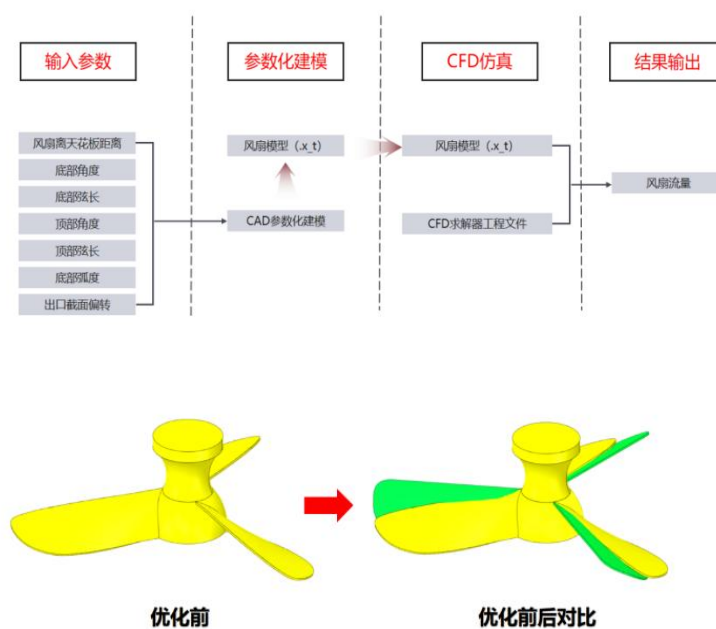 输入参数
参数化建模
CFD仿真
结果输出
风扇离天花板距离
底部角度
底部弦长
顶部角度
顶部弦长
底部弧度
出口截面偏转
风扇模型（.x_t）
CAD参数化建模
风扇模型（.x_t）
CFD求解器工程文件
风扇流量
优化前
优化前后对比